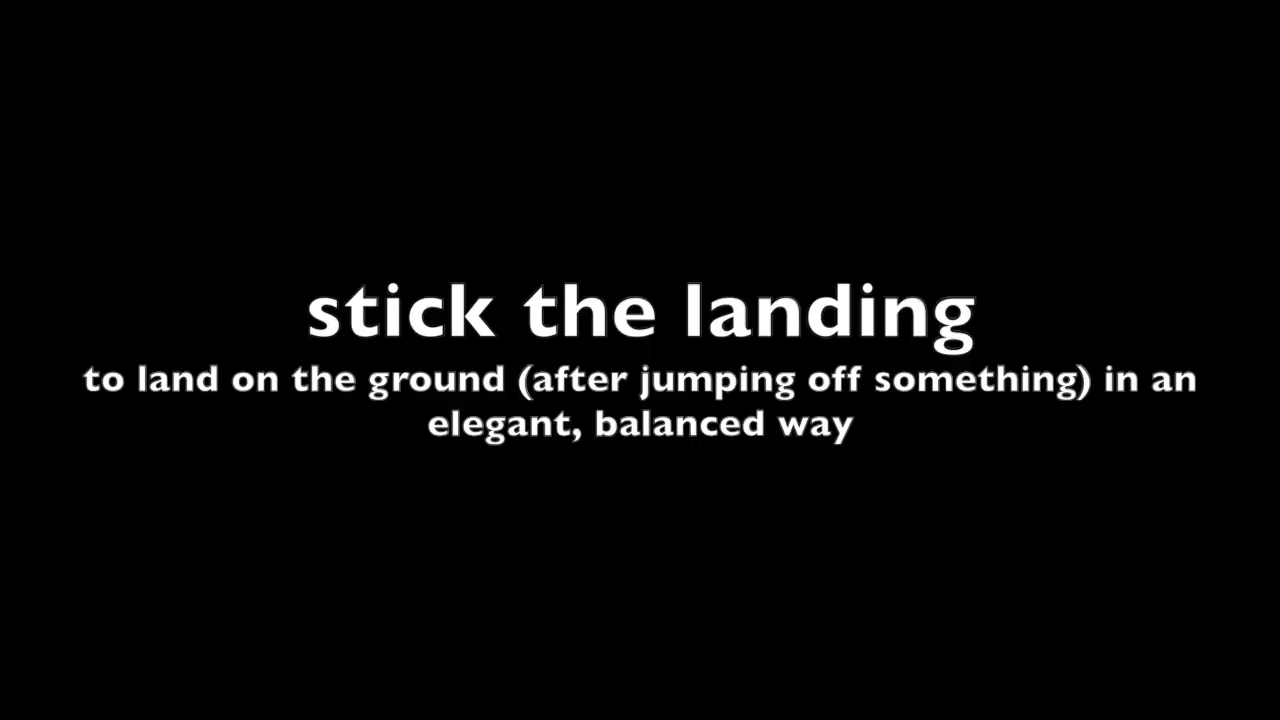 stick the landing
to land on the ground (after jumping off something) in an
elegant, balanced way